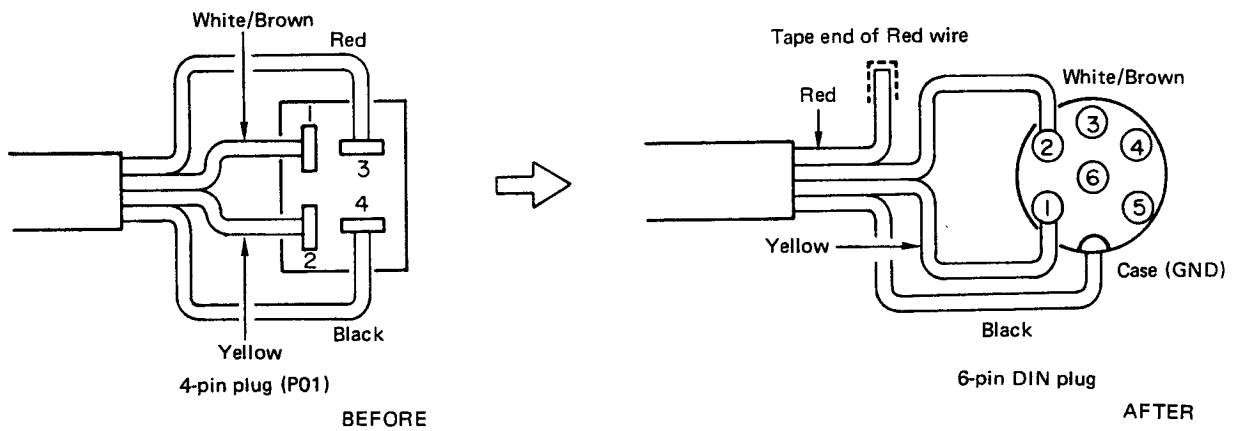 White/Brown
Red
1
3
4
2
Black
Yellow
4-pin plug (P01)
BEFORE
Tape end of Red wire
White/Brown
Red
3
2
4
6
1
5
Yellow
Case (GND)
Black
6-pin DIN plug
AFTER